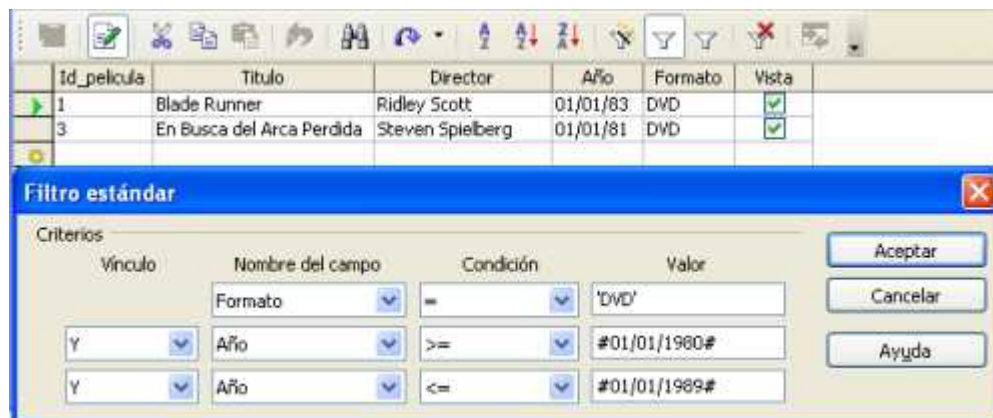 Id_pelicula Titulo Director Año Formato Vista
1 Blade Runner Ridley Scott 01/01/83 DVD
3 En Busca del Arca Perdida Steven Spielberg 01/01/81 DVD
Filtro estándar
Criterios
Vínculo Nombre del campo Condición Valor
Formato = 'DVD'
Y Año >= #01/01/1980#
Y Año <= #01/01/1989#
Aceptar
Cancelar
Ayuda